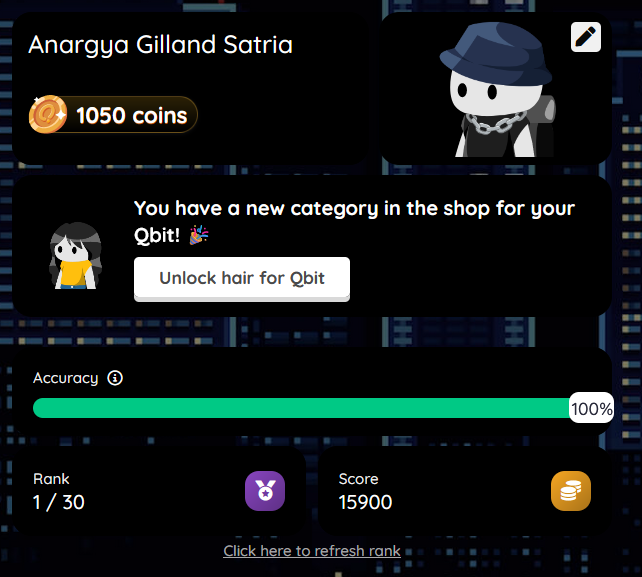 Anargya Gilland Satria
1050 coins
You have a new category in the shop for your
Qbit! 🎉
Unlock hair for Qbit
Accuracy
100%
Rank
1 / 30
Score
15900
Click here to refresh rank